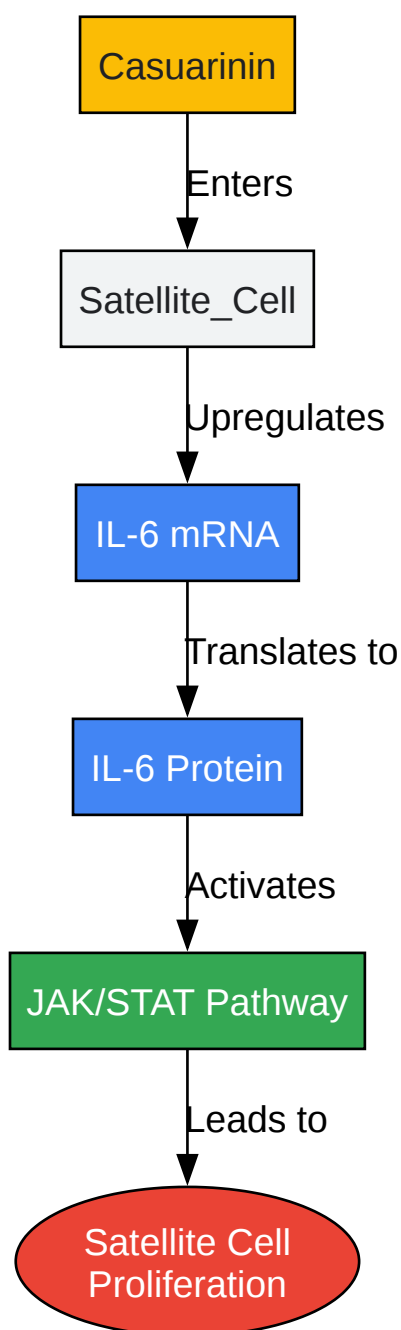 Casuarinin
Enters
Satellite_Cell
Upregulates
IL-6 mRNA
Translates to
IL-6 Protein
Activates
JAK/STAT Pathway
Leads to
Satellite Cell
Proliferation